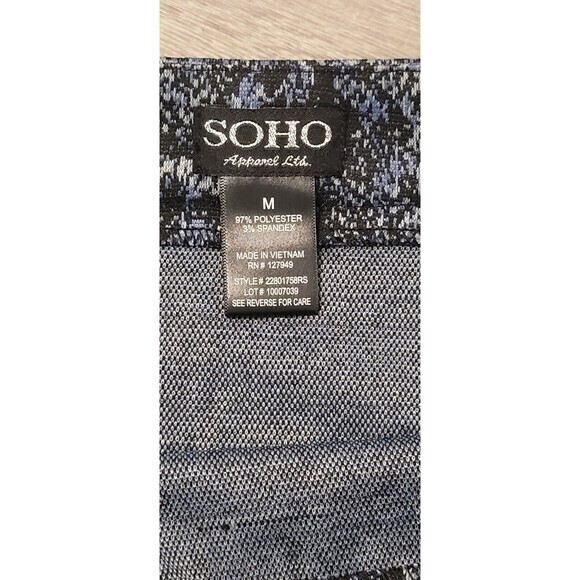 SOHO
Apparel Ltd.
M
97% POLYESTER
3% SPANDEX
MADE IN VIETNAM
RN # 127949
STYLE# 22801758RS
LOT # 10007039
SEE REVERSE FOR CARE